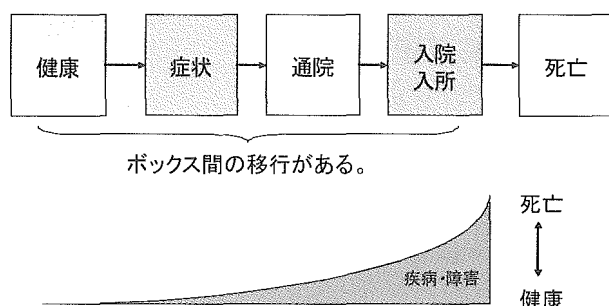 健康
症状
通院
入院
入所
死亡
ボックス間の移行がある。
死亡
疾病・障害
健康